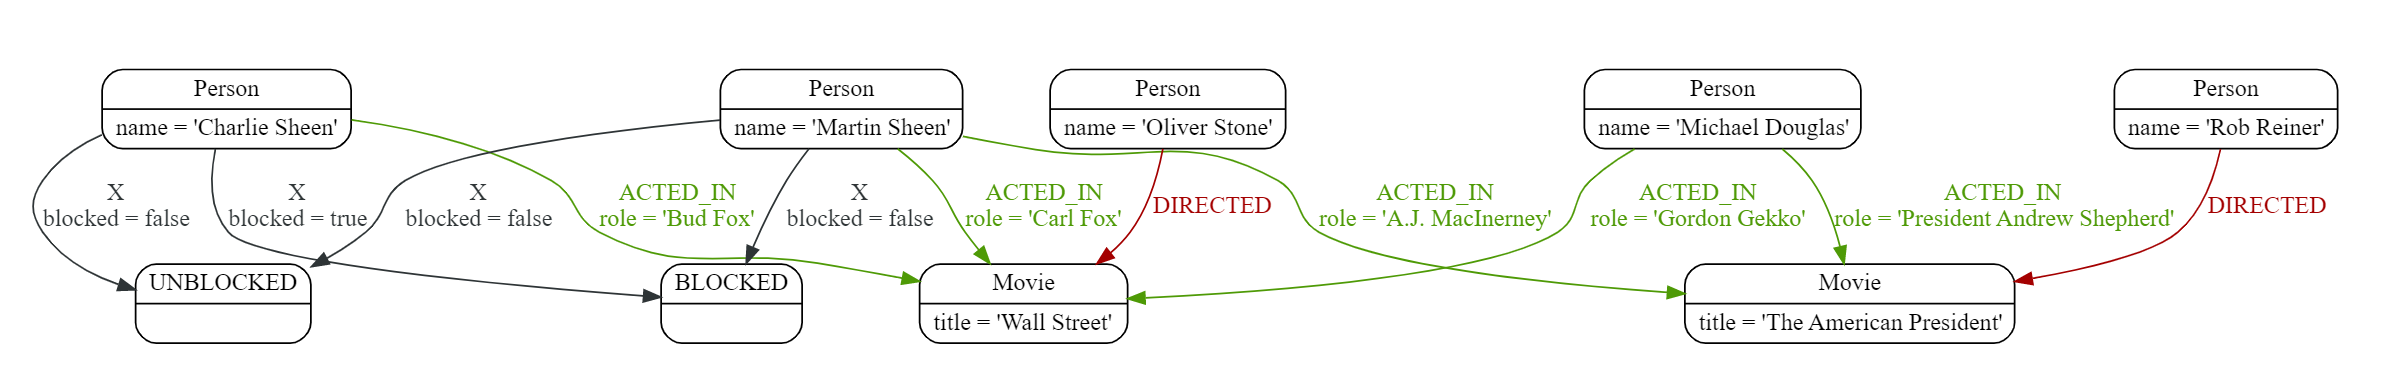 Person
name = 'Charlie Sheen'
Person
name = 'Martin Sheen'
Person
name = 'Oliver Stone'
Person
name = 'Michael Douglas'
Person
name = 'Rob Reiner'
X
blocked = false
X
blocked = true
X
blocked = false
ACTED_IN
role = 'Bud Fox'
X
blocked = false
ACTED_IN
role = 'Carl Fox'
DIRECTED
ACTED_IN
role = 'A.J. MacInerney'
ACTED_IN
role = 'Gordon Gekko'
ACTED_IN
role = 'President Andrew Shepherd'
DIRECTED
UNBLOCKED
BLOCKED
Movie
title = 'Wall Street'
Movie
title = 'The American President'